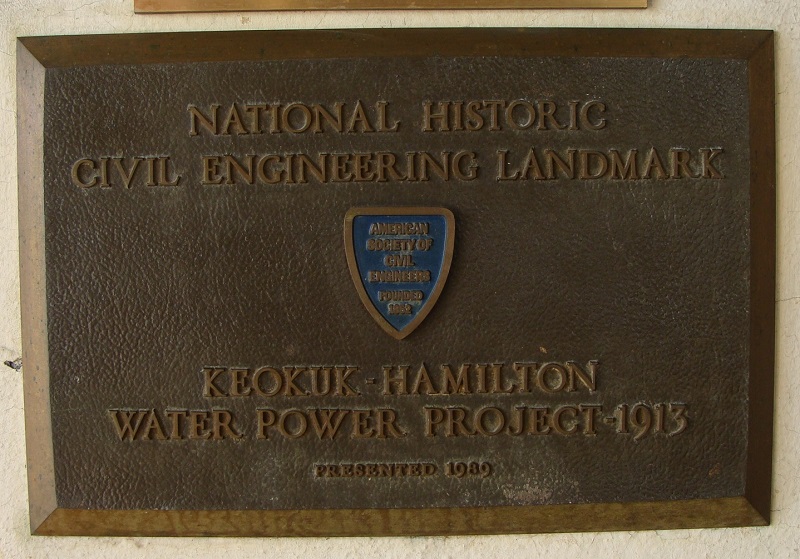 NATIONAL HISTORIC
CIVIL ENGINEERING LANDMARK
AMERICAN
SOCIETY OF
CIVIL
ENGINEERS
FOUNDED
1852
KEOKUK-HAMILTON
WATER POWER PROJECT-1913
PRESENTED 1989